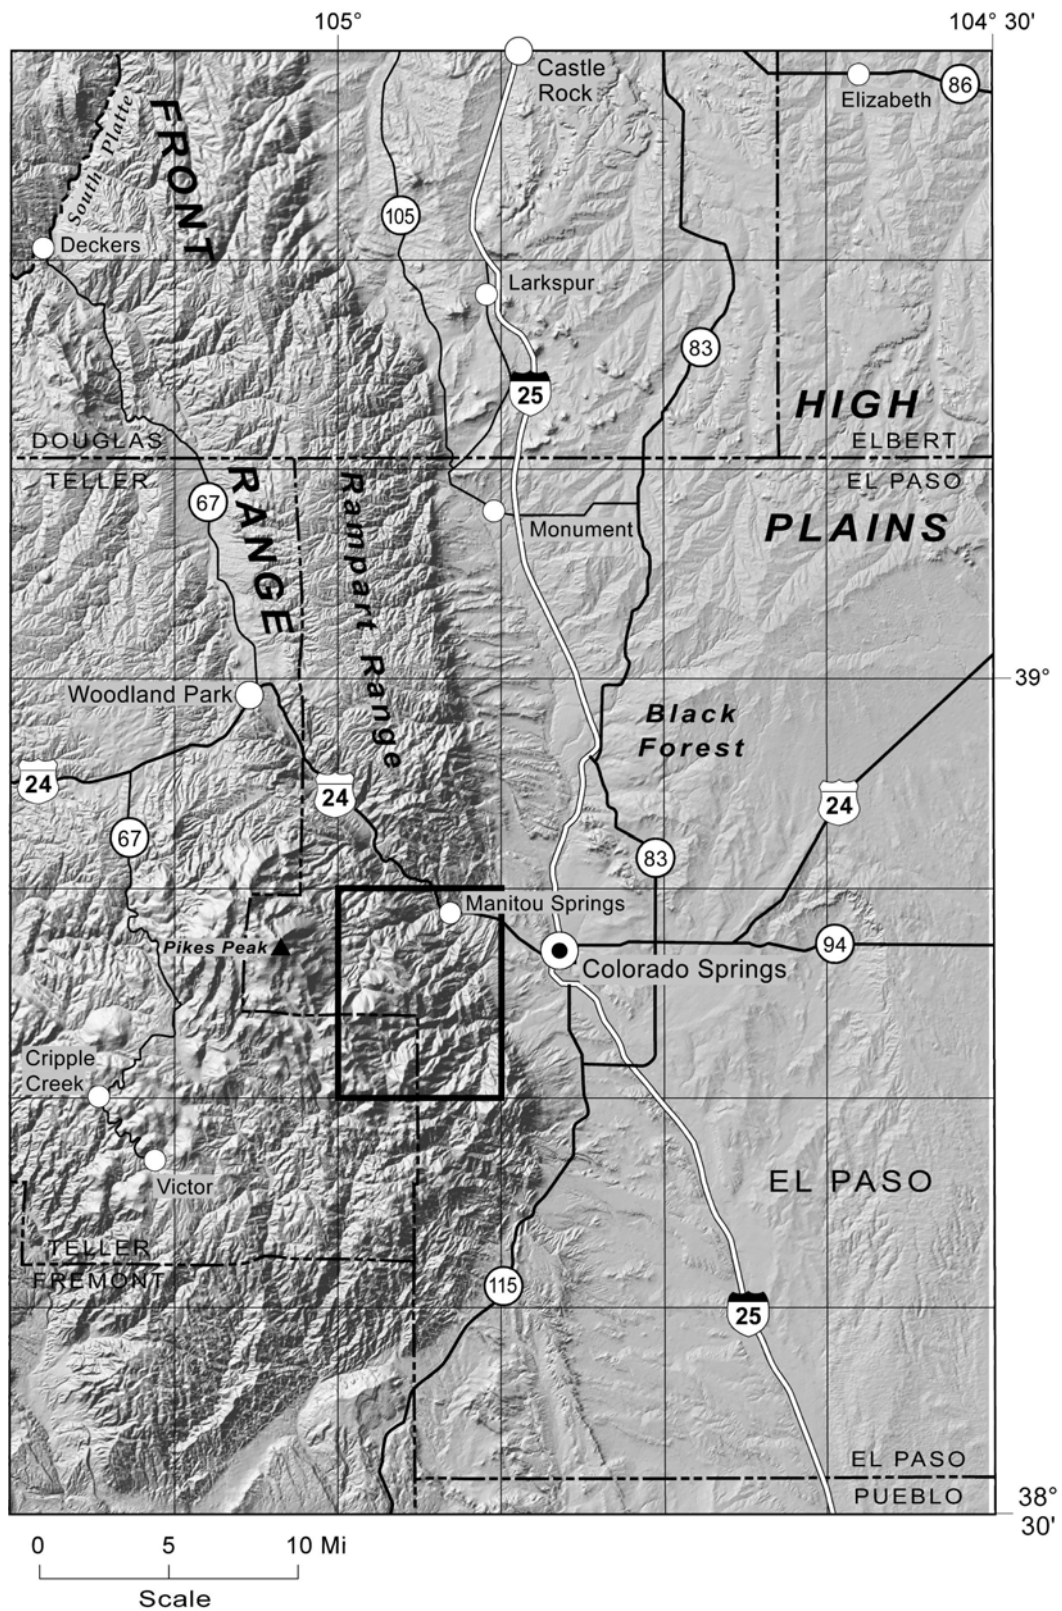 105°
104° 30'
Castle
Rock
Elizabeth
86
South Platte
FRONT
105
Deckers
Larkspur
83
25
HIGH
DOUGLAS
ELBERT
TELLER
EL PASO
67
RANGE
Rampart Range
Monument
PLAINS
39°
Woodland Park
Black
Forest
24
24
24
67
83
Manitou Springs
Pikes Peak
94
Colorado Springs
Cripple
Creek
Victor
EL PASO
TELLER
FREMONT
115
25
EL PASO
PUEBLO
38°
30'
0 5 10 Mi
Scale